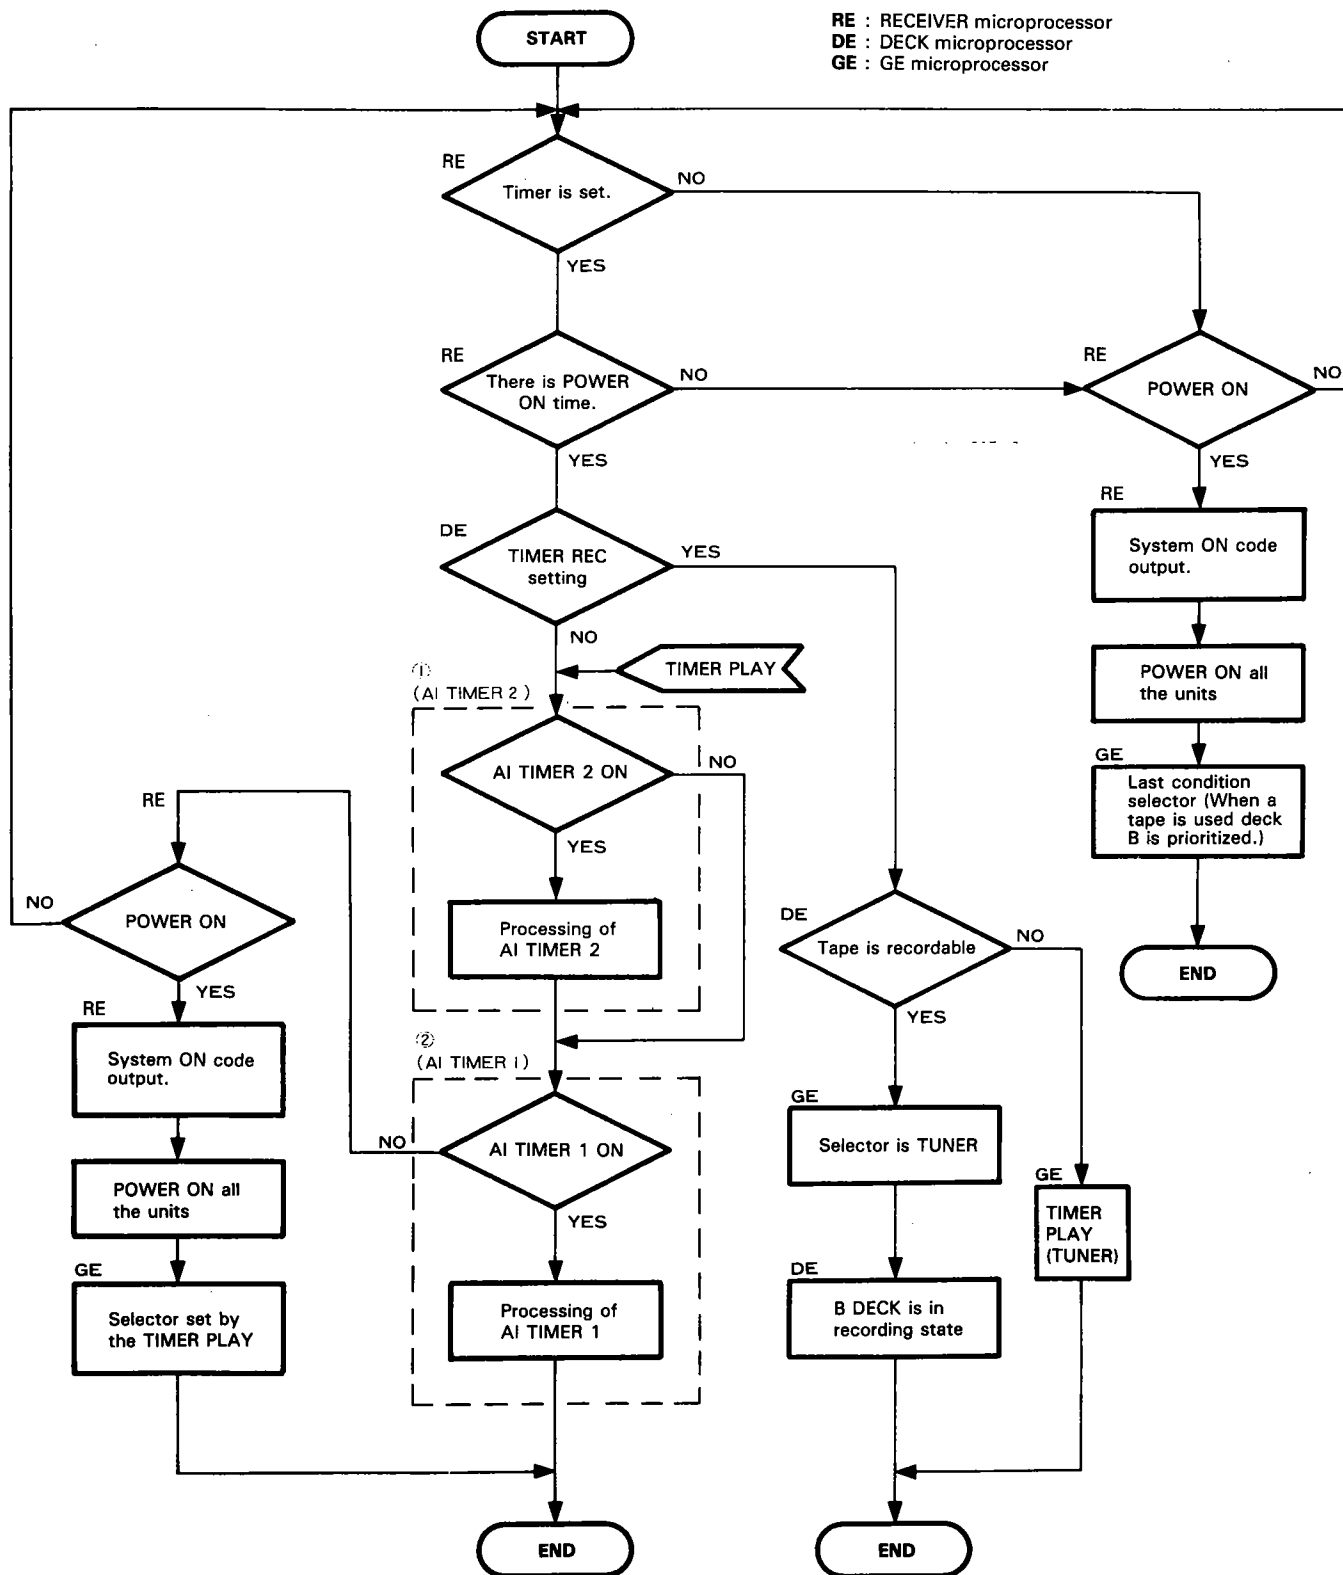 START
RE : RECEIVER microprocessor
DE : DECK microprocessor
GE : GE microprocessor
RE
Timer is set.
NO
YES
RE
There is POWER
ON time.
NO
YES
RE
POWER ON
NO
YES
RE
System ON code
output.
POWER ON all
the units
GE
Last condition
selector (When a
tape is used deck
B is prioritized.)
END
DE
TIMER REC
setting
YES
NO
TIMER PLAY
①
(AI TIMER 2)
AI TIMER 2 ON
NO
YES
Processing of
AI TIMER 2
②
(AI TIMER 1)
AI TIMER 1 ON
NO
YES
Processing of
AI TIMER 1
RE
POWER ON
NO
YES
RE
System ON code
output.
POWER ON all
the units
GE
Selector set by
the TIMER PLAY
END
DE
Tape is recordable
NO
YES
GE
Selector is TUNER
DE
B DECK is in
recording state
GE
TIMER
PLAY
(TUNER)
END